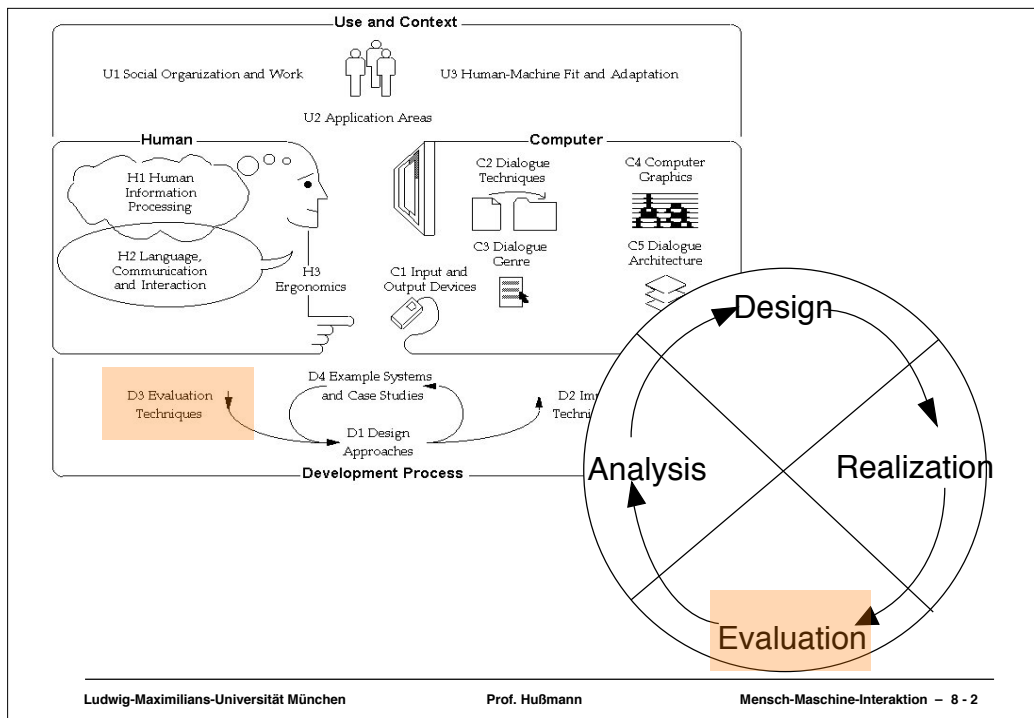 Use and Context
U1 Social Organization and Work
U3 Human-Machine Fit and Adaptation
U2 Application Areas
Human
Computer
H1 Human
Information
Processing
H2 Language,
Communication
and Interaction
H3
Ergonomics
C2 Dialogue
Techniques
C4 Computer
Graphics
C3 Dialogue
Genre
C5 Dialogue
Architecture
C1 Input and
Output Devices
D3 Evaluation
Techniques
D4 Example Systems
and Case Studies
D1 Design
Approaches
D2
Development Process
Design
Analysis
Realization
Evaluation
Ludwig-Maximilians-Universität München
Prof. Hußmann
Mensch-Maschine-Interaktion – 8 - 2